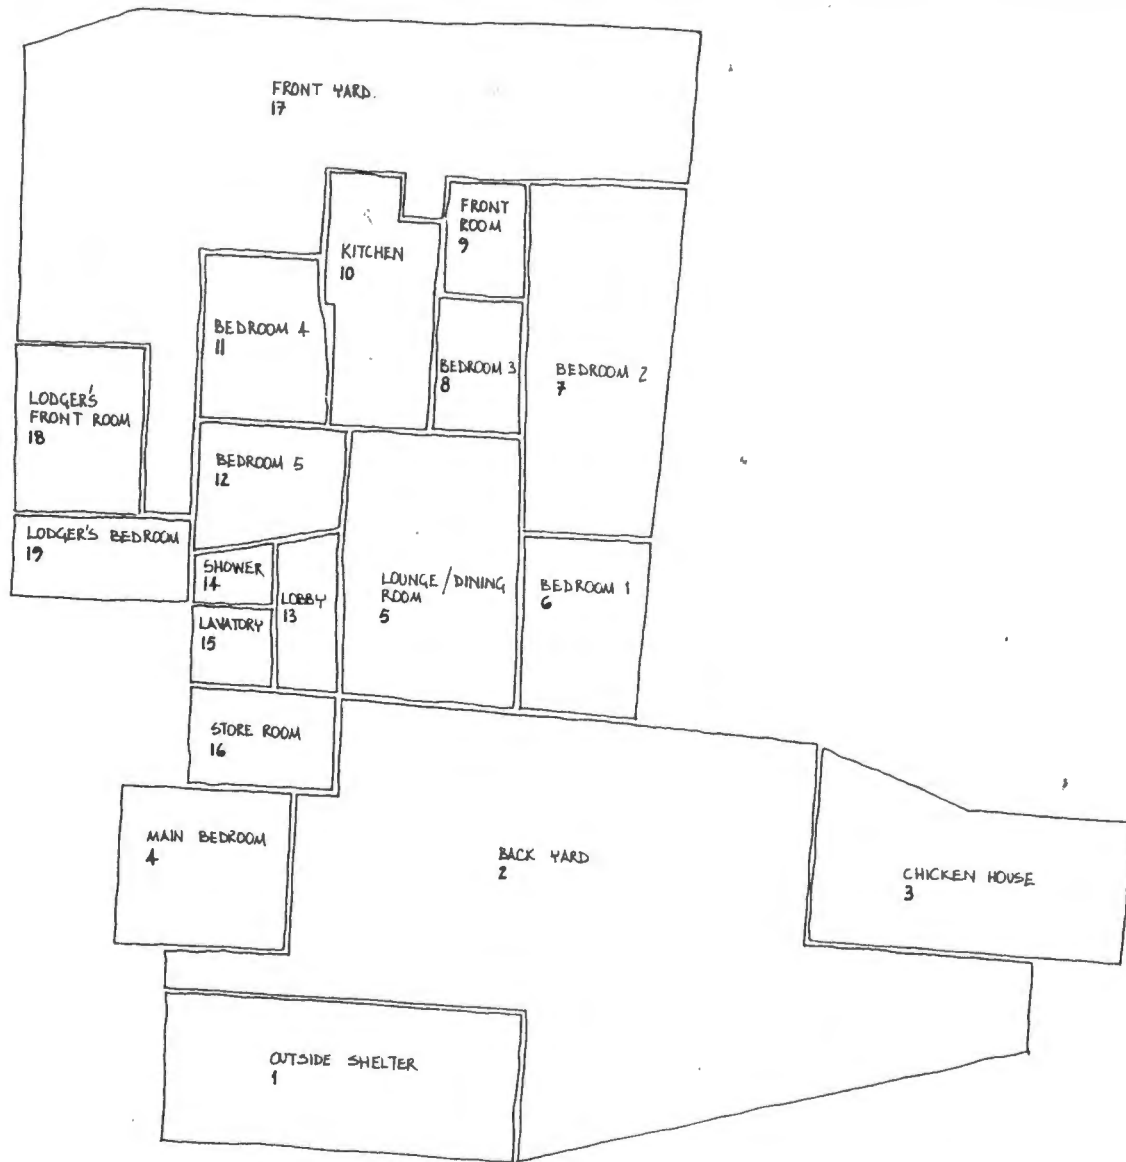 FRONT YARD.
17
FRONT
ROOM
9
KITCHEN
10
BEDROOM 4
11
BEDROOM 3
8
BEDROOM 2
7
LODGER'S
FRONT ROOM
18
BEDROOM 5
12
LODGER'S BEDROOM
19
SHOWER
14
LOBBY
13
LOUNGE/DINING
ROOM
5
BEDROOM 1
6
LAVATORY
15
STORE ROOM
16
MAIN BEDROOM
4
BACK YARD
2
CHICKEN HOUSE
3
OUTSIDE SHELTER
1